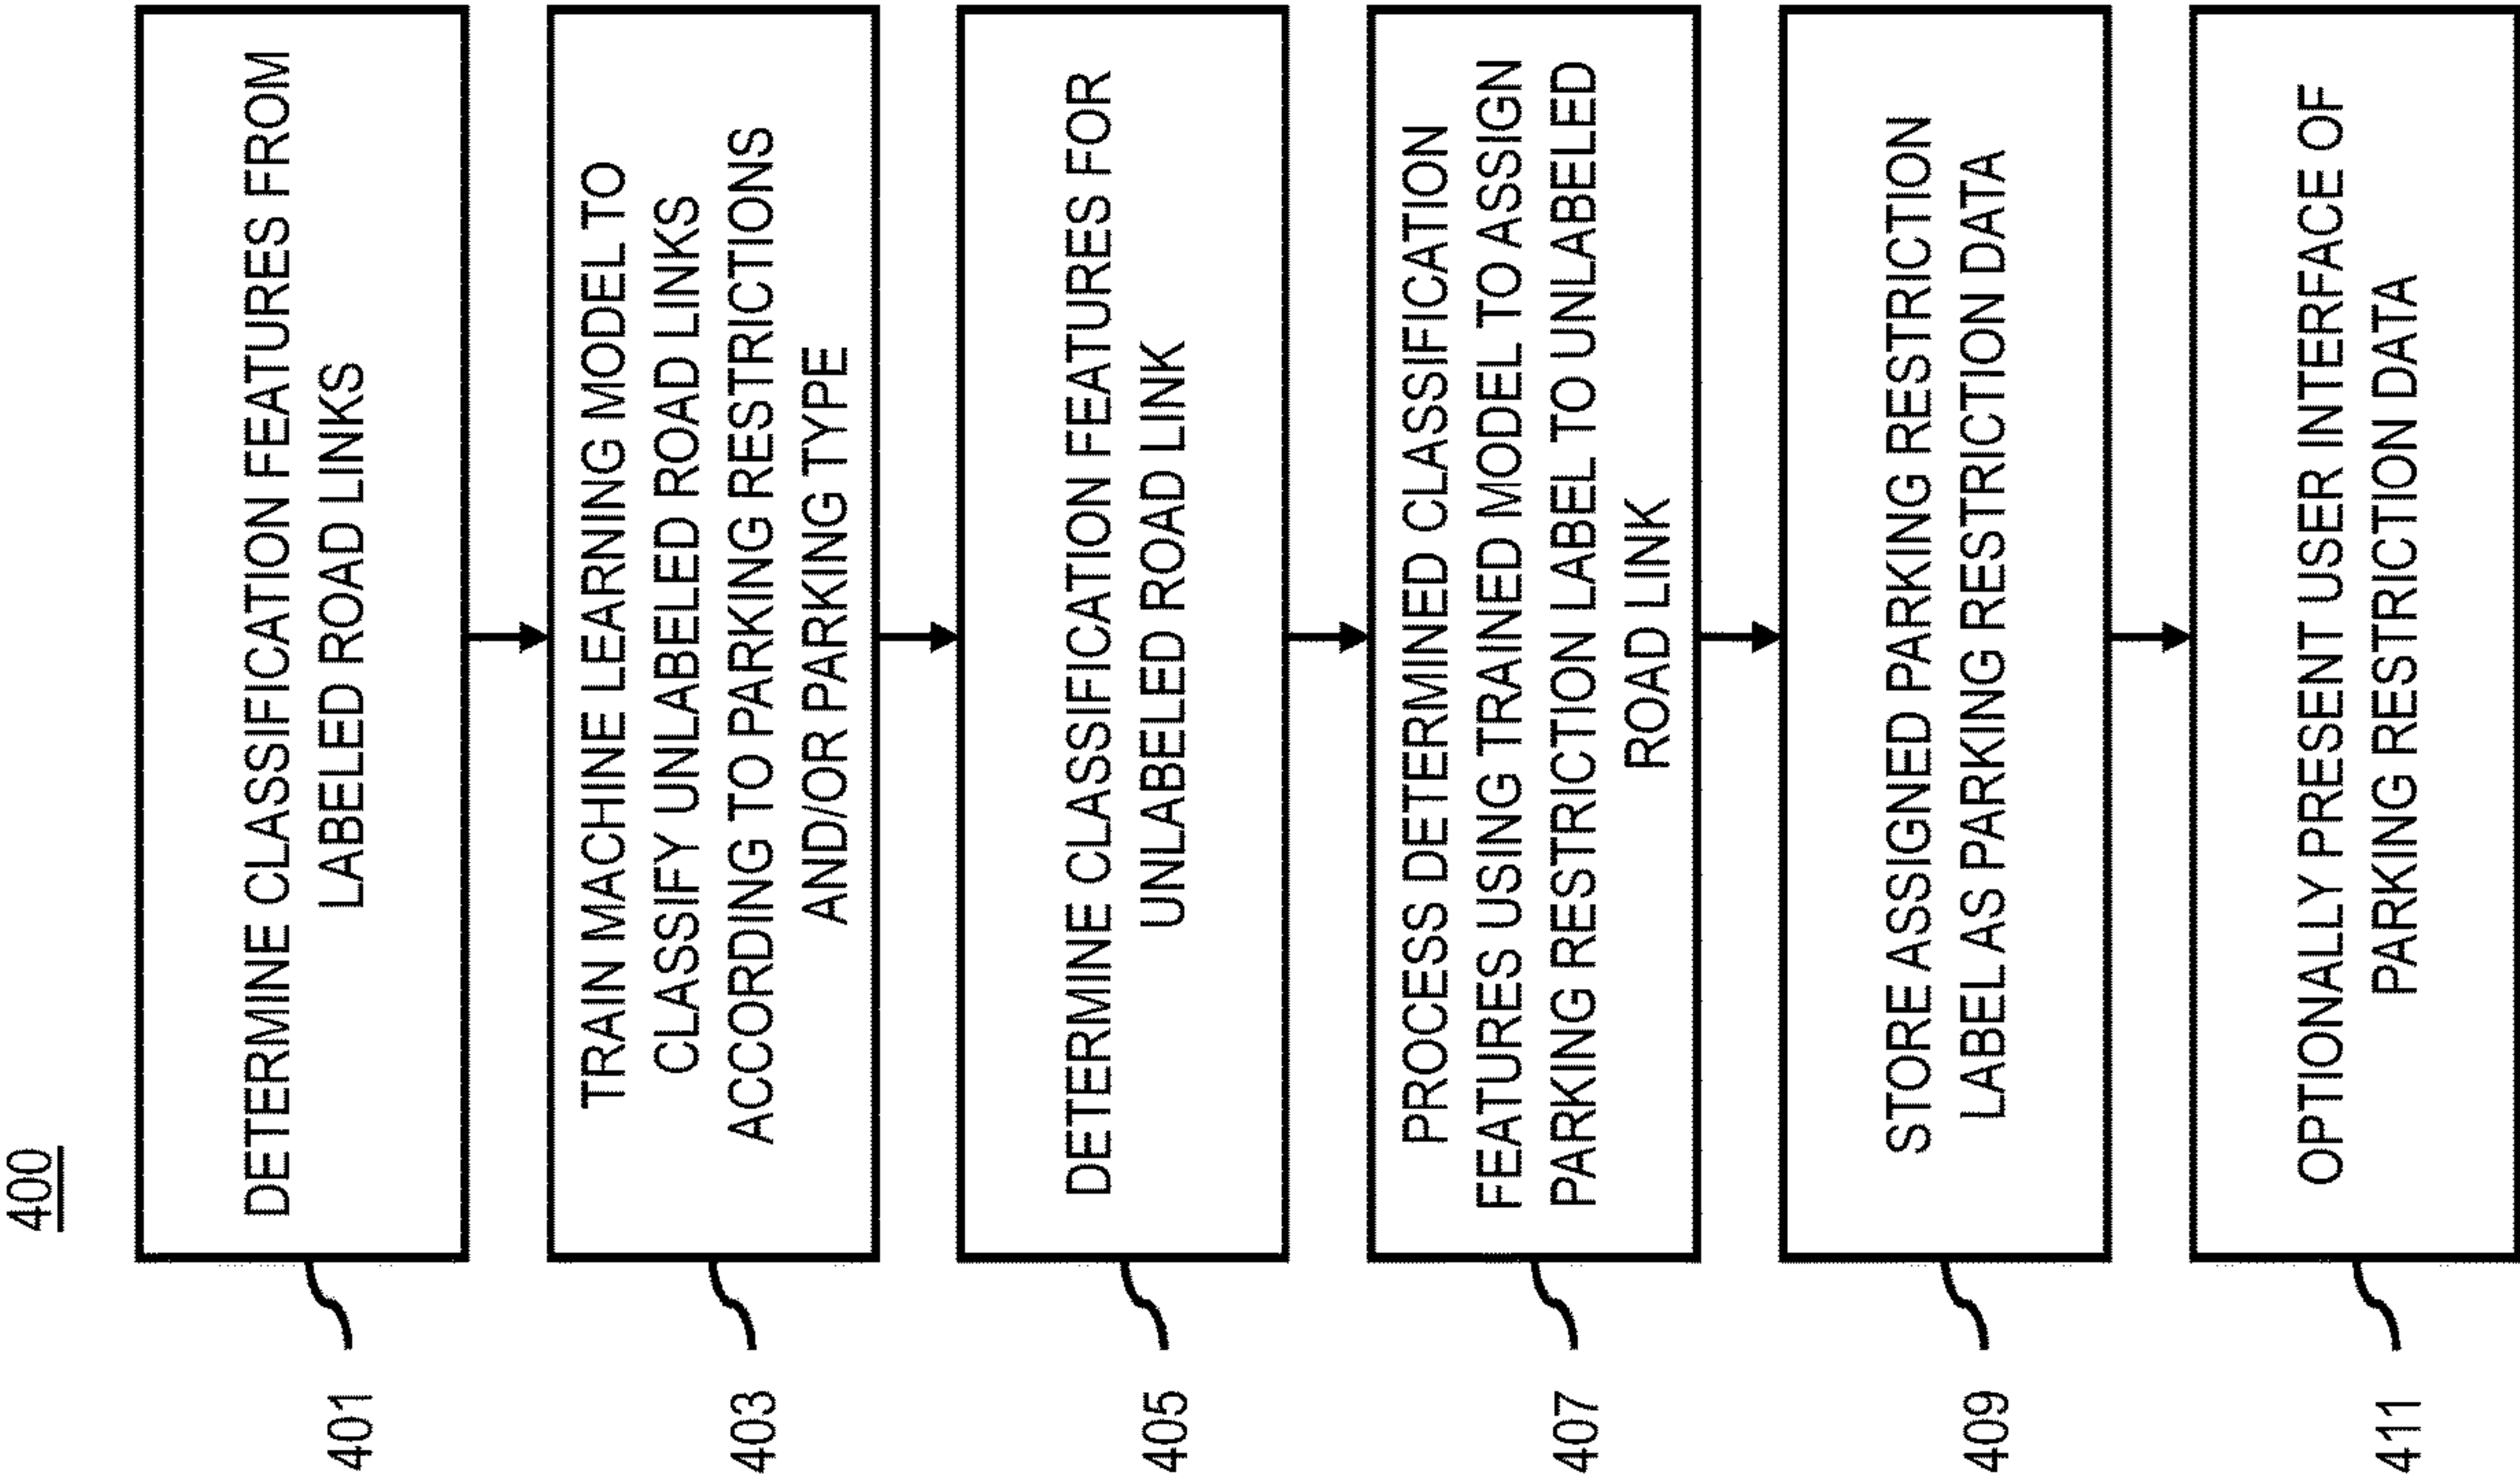 400
401
DETERMINE CLASSIFICATION FEATURES FROM
LABELED ROAD LINKS
403
TRAIN MACHINE LEARNING MODEL TO
CLASSIFY UNLABELED ROAD LINKS
ACCORDING TO PARKING RESTRICTIONS
AND/OR PARKING TYPE
405
DETERMINE CLASSIFICATION FEATURES FOR
UNLABELED ROAD LINK
407
PROCESS DETERMINED CLASSIFICATION
FEATURES USING TRAINED MODEL TO ASSIGN
PARKING RESTRICTION LABEL TO UNLABELED
ROAD LINK
409
STORE ASSIGNED PARKING RESTRICTION
LABEL AS PARKING RESTRICTION DATA
411
OPTIONALLY PRESENT USER INTERFACE OF
PARKING RESTRICTION DATA